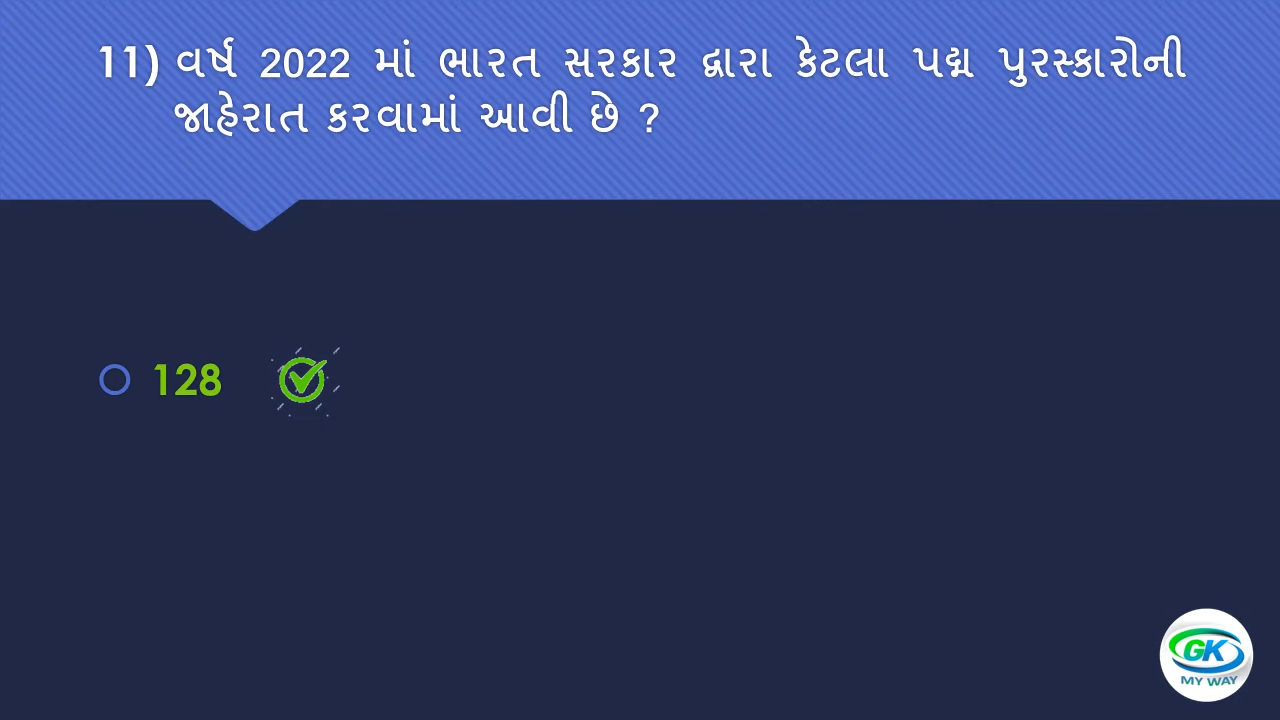 11) વર્ષ 2022 માં ભારત સરકાર દ્વારા કેટલા પદ્મ પુરસ્કારોની
જાહેરાત કરવામાં આવી છે ?
128
GK
MY WAY